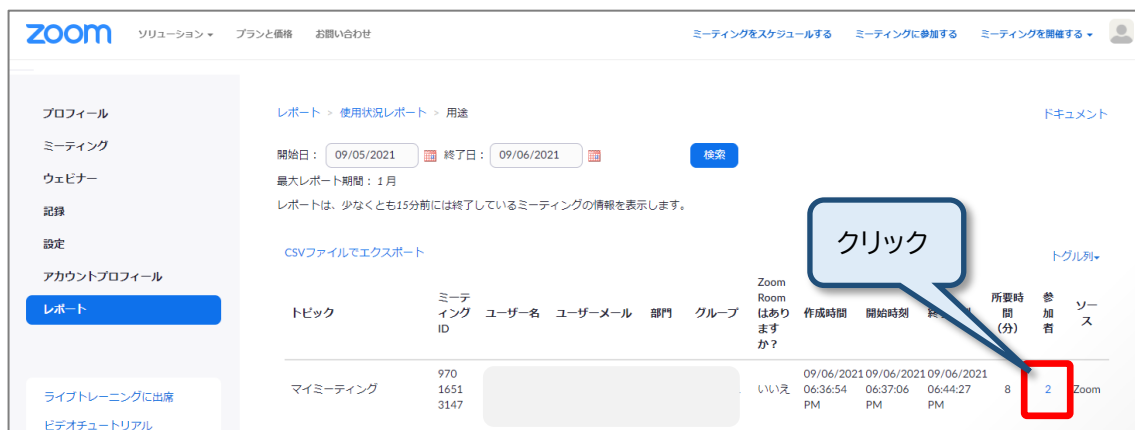 zoom ソリューション プランと価格 お問い合わせ ミーティングをスケジュールする ミーティングに参加する ミーティングを開催する
プロフィール
ミーティング
ウェビナー
記録
設定
アカウントプロフィール
レポート
ライブトレーニングに出席
ビデオチュートリアル
レポート > 使用状況レポート > 用途 ドキュメント
開始日: 09/05/2021 終了日: 09/06/2021 検索
最大レポート期間: 1月
レポートは、少なくとも15分前には終了しているミーティングの情報を表示します。
クリック
CSVファイルでエクスポート トグル列
トピック
ミーティング ID
ユーザー名
ユーザーメール
部門
グループ
Zoom Room はあり ます か?
作成時間
開始時刻
所要時間 (分)
参加者
ソース
マイミーティング
970 1651 3147
いいえ
09/06/2021 06:36:54 PM
09/06/2021 06:37:06 PM
09/06/2021 06:44:27 PM
8
2
Zoom